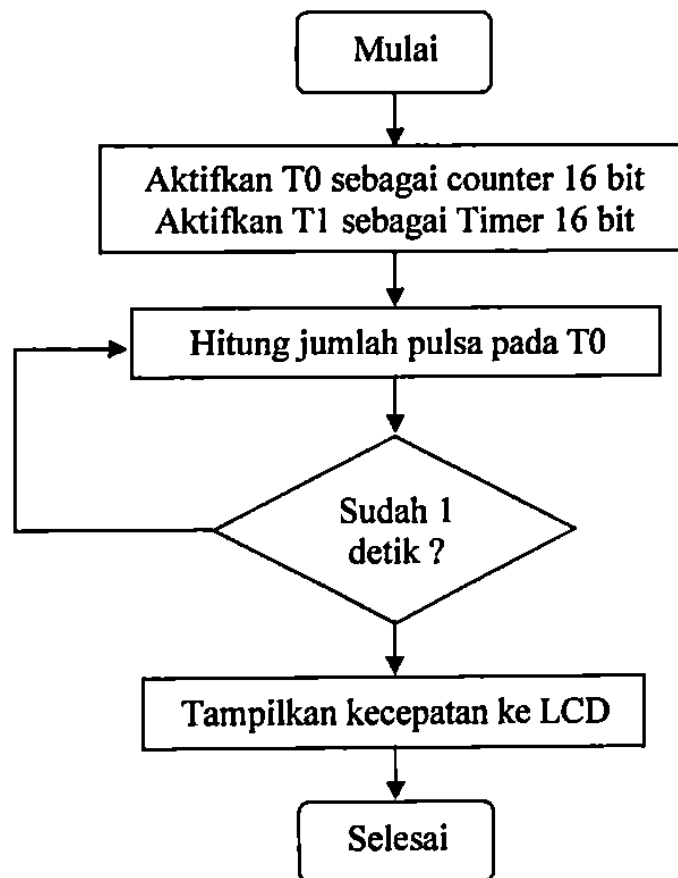 Mulai
Aktifkan T0 sebagai counter 16 bit
Aktifkan T1 sebagai Timer 16 bit
Hitung jumlah pulsa pada T0
Sudah 1
detik ?
Tampilkan kecepatan ke LCD
Selesai